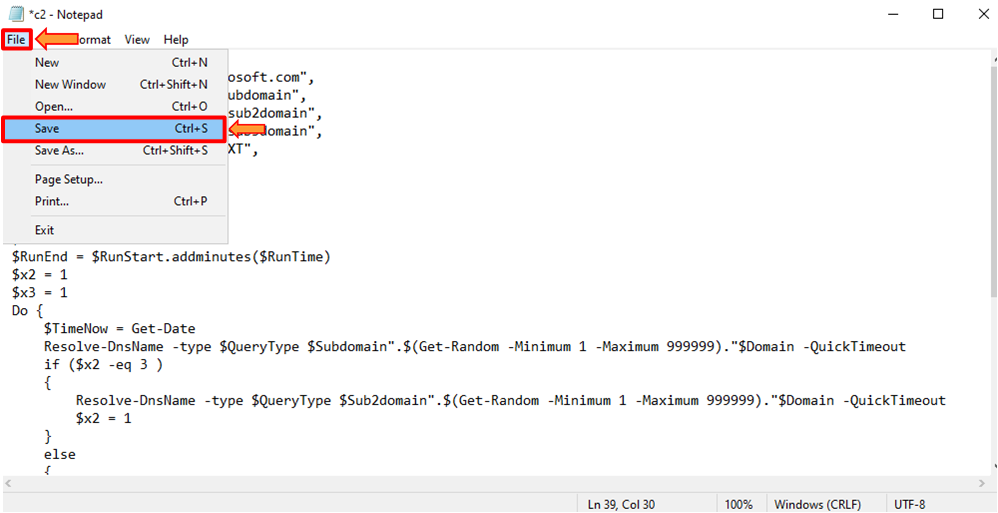 *c2 - Notepad
File ormat View Help
New Ctrl+N
New Window Ctrl+Shift+N
Open... Ctrl+O
Save Ctrl+S
Save As... Ctrl+Shift+S
Page Setup...
Print... Ctrl+P
Exit
osoft.com",
ubdomain",
sub2domain",
domain",
XT",
$RunEnd = $RunStart.addminutes($RunTime)
$x2 = 1
$x3 = 1
Do {
$TimeNow = Get-Date
Resolve-DnsName -type $QueryType $Subdomain".$(Get-Random -Minimum 1 -Maximum 999999)."$Domain -QuickTimeout
if ($x2 -eq 3 )
{
Resolve-DnsName -type $QueryType $Sub2domain".$(Get-Random -Minimum 1 -Maximum 999999)."$Domain -QuickTimeout
$x2 = 1
}
else
{
Ln 39, Col 30 100% Windows (CRLF) UTF-8